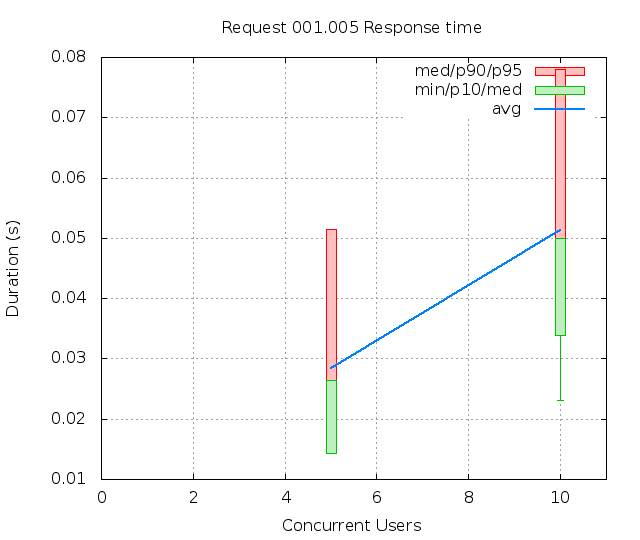 Request 001.005 Response time
0.08
0.07
0.06
0.05
0.04
0.03
0.02
0.01
med/p90/p95
min/p10/med
avg
Duration (s)
0 2 4 6 8 10
Concurrent Users